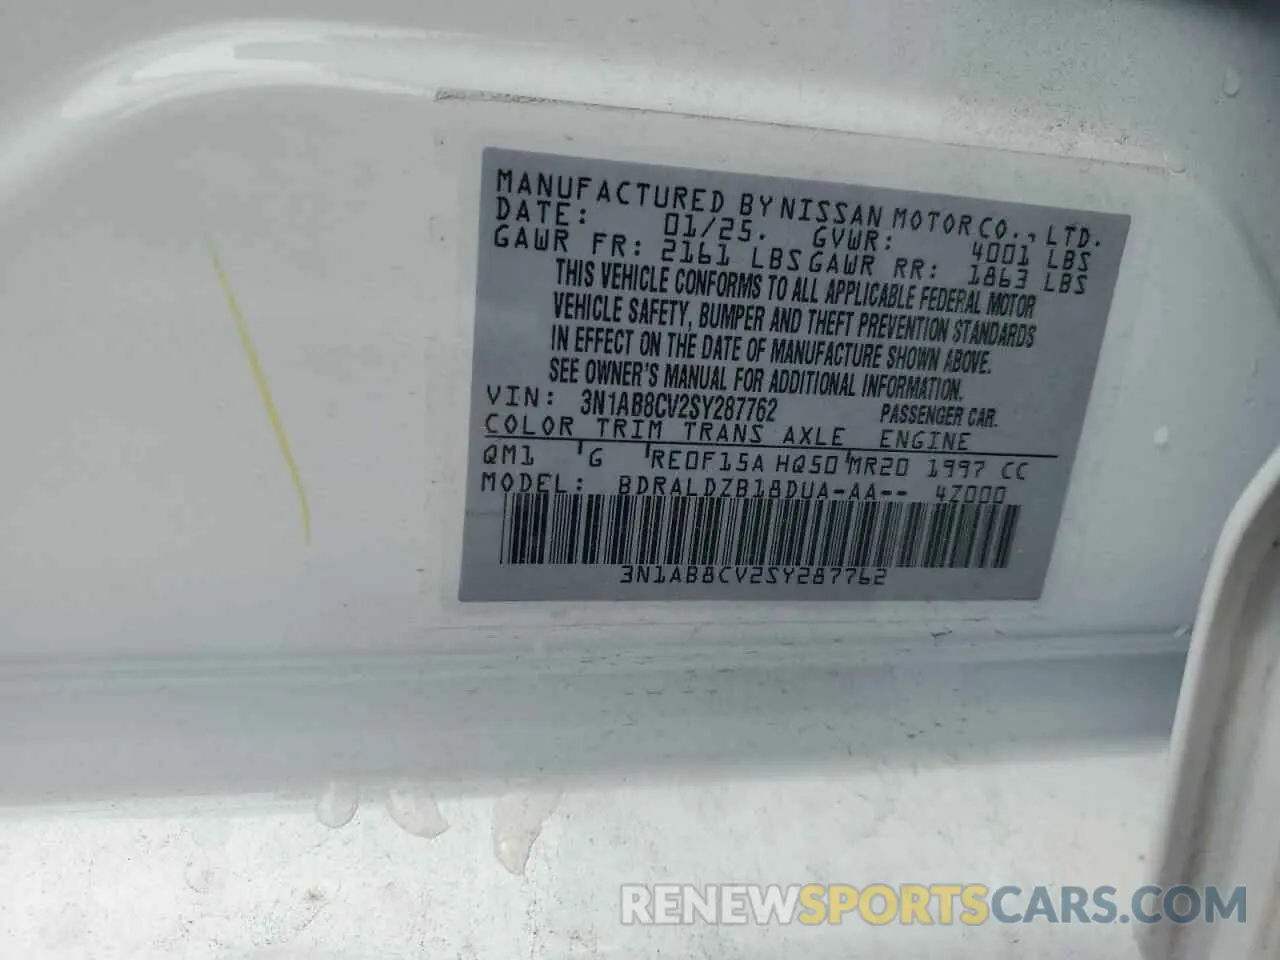 MANUFACTURED BY NISSAN MOTOR CO., LTD.
DATE: 01/25. GVWR: 4001 LBS
GAWR FR: 2161 LBS GAWR RR: 1863 LBS
THIS VEHICLE CONFORMS TO ALL APPLICABLE FEDERAL MOTOR
VEHICLE SAFETY, BUMPER AND THEFT PREVENTION STANDARDS
IN EFFECT ON THE DATE OF MANUFACTURE SHOWN ABOVE.
SEE OWNER'S MANUAL FOR ADDITIONAL INFORMATION.
VIN: 3N1AB8CV2SY287762 PASSENGER CAR.
COLOR TRIM TRANS AXLE ENGINE
QM1 G RE0F15A HQ50 MR20 1997 CC
MODEL: BDRALDZB18DUA-AA-- 4Z000
3N1AB8CV2SY287762
RENEWSPORTSCARS.COM